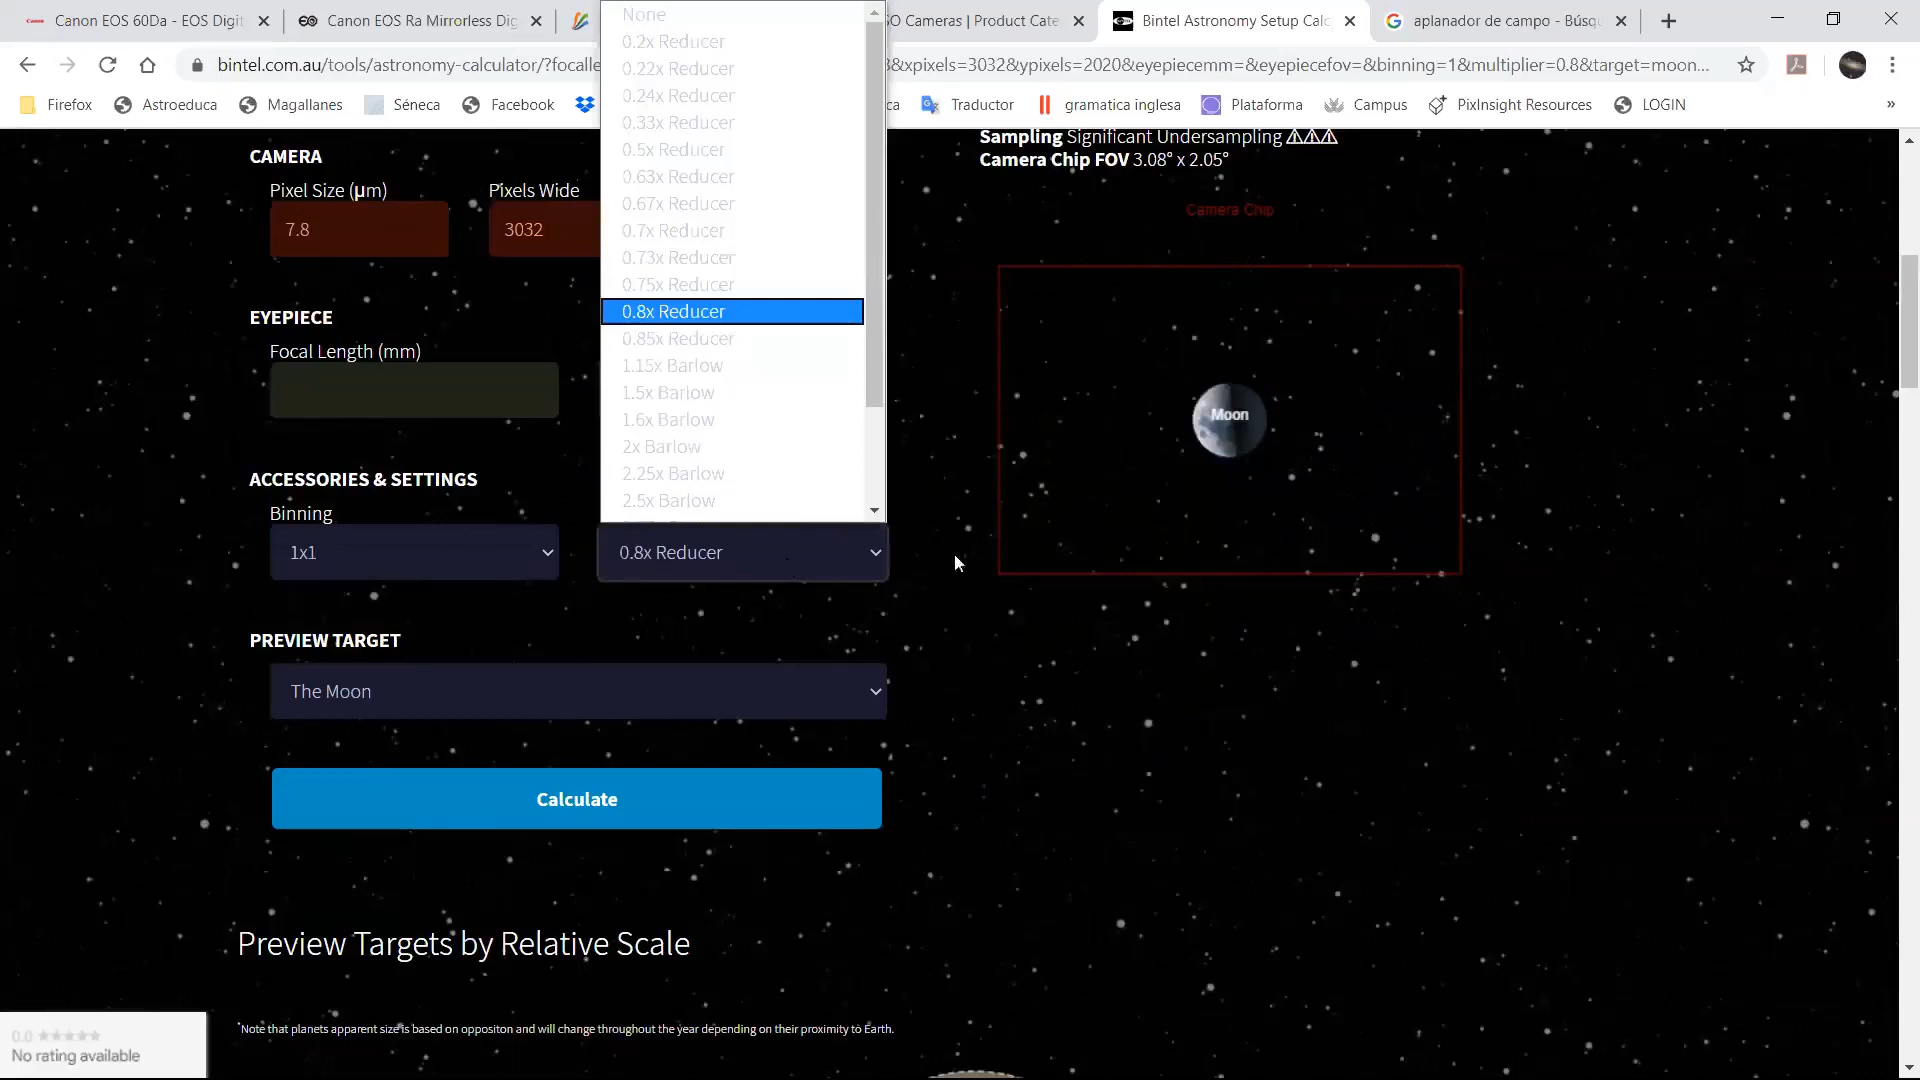 Canon EOS 60Da - EOS Digit
Canon EOS Ra Mirrorless Dig
O Cameras | Product Cate
Bintel Astronomy Setup Calc
aplanador de campo - Búsq
bintel.com.au/tools/astronomy-calculator/?focalle
&xpixels=3032&ypixels=2020&eyepiecemm=&eyepiecefov=&binning=1&multiplier=0.8&target=moon...
Firefox
Astroeduca
Magallanes
Séneca
Facebook
Traductor
gramatica inglesa
Plataforma
Campus
PixInsight Resources
LOGIN
»
CAMERA
Pixel Size (μm)
Pixels Wide
7.8
3032
EYEPIECE
Focal Length (mm)
ACCESSORIES & SETTINGS
Binning
1x1
None
0.2x Reducer
0.22x Reducer
0.24x Reducer
0.33x Reducer
0.5x Reducer
0.63x Reducer
0.67x Reducer
0.7x Reducer
0.73x Reducer
0.75x Reducer
0.8x Reducer
0.85x Reducer
1.15x Barlow
1.5x Barlow
1.6x Barlow
2x Barlow
2.25x Barlow
2.5x Barlow
0.8x Reducer
PREVIEW TARGET
The Moon
Calculate
Sampling Significant Undersampling ⚠⚠⚠
Camera Chip FOV 3.08° x 2.05°
Camera Chip
Moon
Preview Targets by Relative Scale
*Note that planets apparent size is based on oppositon and will change throughout the year depending on their proximity to Earth.
0.0 ★★★★★
No rating available